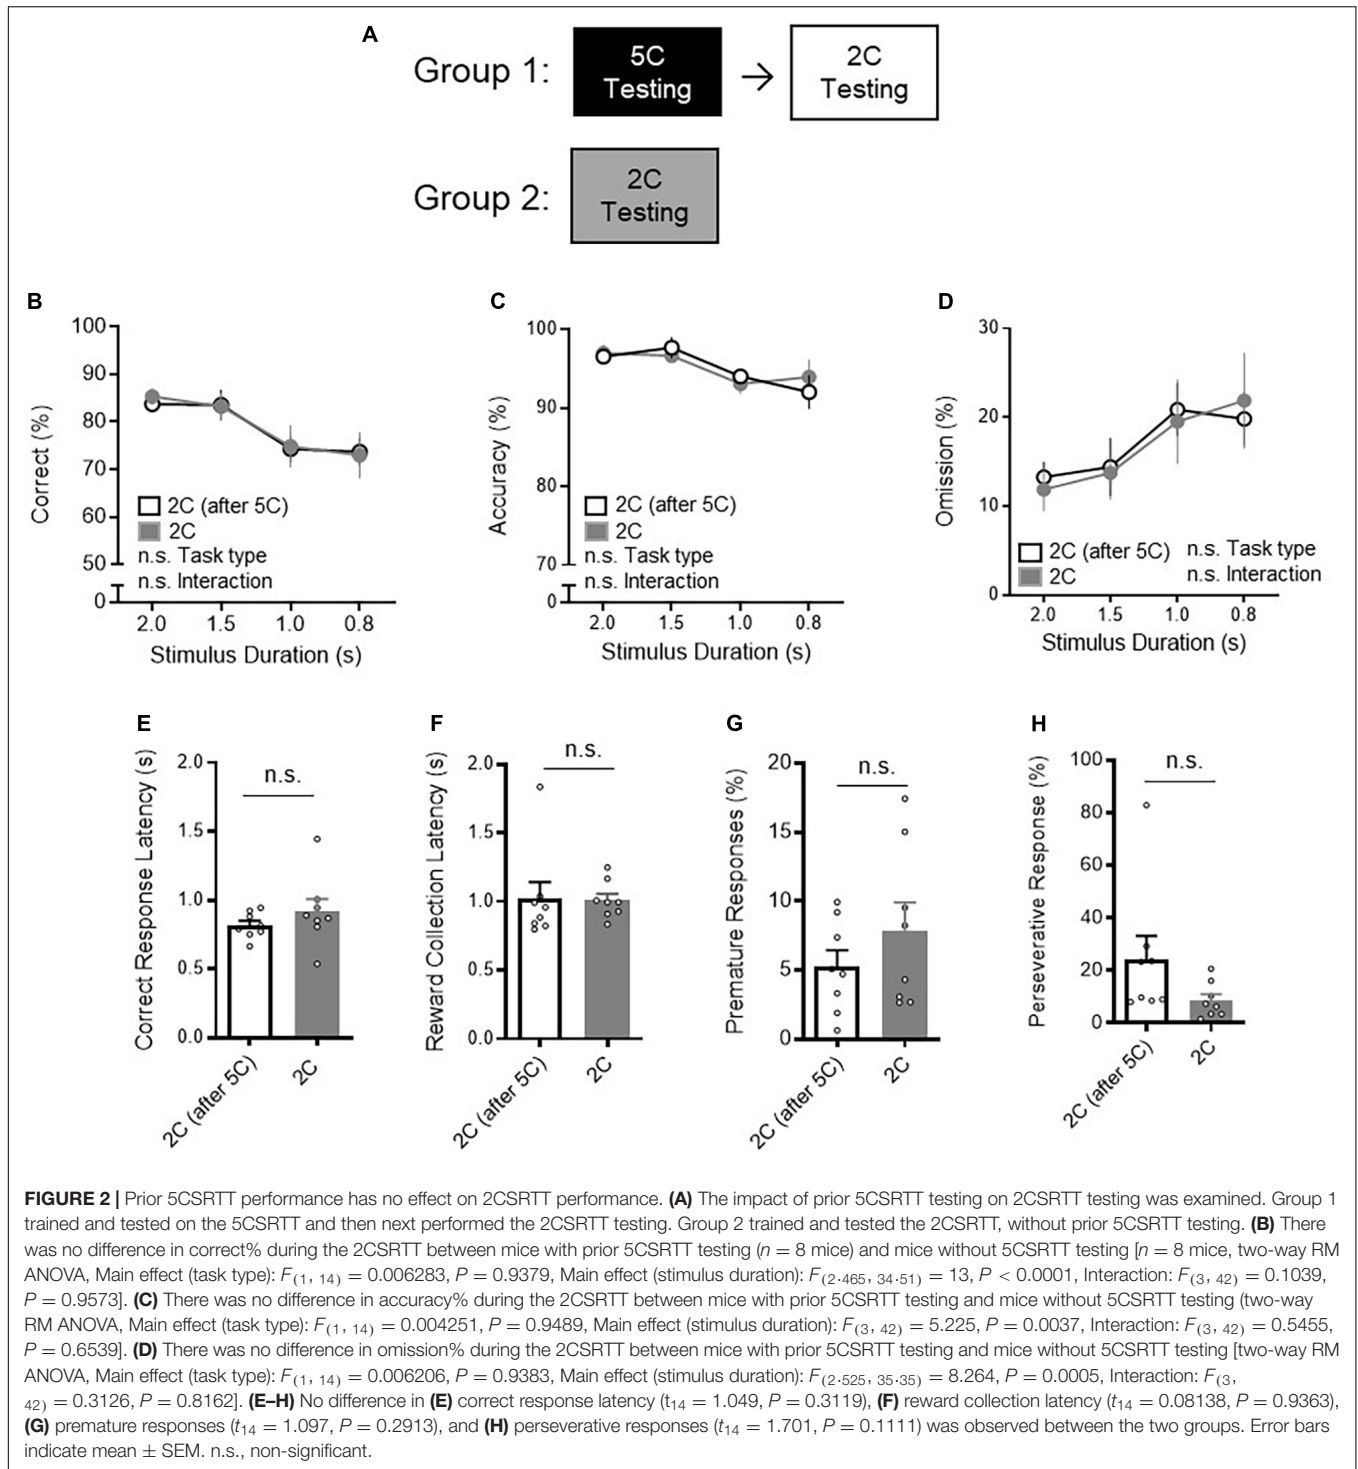 A
Group 1:
5C
Testing
→
2C
Testing
Group 2:
2C
Testing
B
Correct (%)
100
90
80
70
60
50
0
2C (after 5C)
2C
n.s. Task type
n.s. Interaction
2.0 1.5 1.0 0.8
Stimulus Duration (s)
C
Accuracy (%)
100
90
80
70
0
2C (after 5C)
2C
n.s. Task type
n.s. Interaction
2.0 1.5 1.0 0.8
Stimulus Duration (s)
D
Omission (%)
30
20
10
0
2C (after 5C)
2C
n.s. Task type
n.s. Interaction
2.0 1.5 1.0 0.8
Stimulus Duration (s)
E
Correct Response Latency (s)
2.0
1.5
1.0
0.5
0.0
n.s.
2C (after 5C)
2C
F
Reward Collection Latency (s)
2.0
1.5
1.0
0.5
0.0
n.s.
2C (after 5C)
2C
G
Premature Responses (%)
20
15
10
5
0
n.s.
2C (after 5C)
2C
H
Perseverative Response (%)
100
80
60
40
20
0
n.s.
2C (after 5C)
2C
FIGURE 2 | Prior 5CSRTT performance has no effect on 2CSRTT performance. (A) The impact of prior 5CSRTT testing on 2CSRTT testing was examined. Group 1
trained and tested on the 5CSRTT and then next performed the 2CSRTT testing. Group 2 trained and tested the 2CSRTT, without prior 5CSRTT testing. (B) There
was no difference in correct% during the 2CSRTT between mice with prior 5CSRTT testing (n = 8 mice) and mice without 5CSRTT testing [n = 8 mice, two-way RM
ANOVA, Main effect (task type): F(1, 14) = 0.006283, P = 0.9379, Main effect (stimulus duration): F(2·465, 34·51) = 13, P < 0.0001, Interaction: F(3, 42) = 0.1039,
P = 0.9573]. (C) There was no difference in accuracy% during the 2CSRTT between mice with prior 5CSRTT testing and mice without 5CSRTT testing (two-way
RM ANOVA, Main effect (task type): F(1, 14) = 0.004251, P = 0.9489, Main effect (stimulus duration): F(3, 42) = 5.225, P = 0.0037, Interaction: F(3, 42) = 0.5455,
P = 0.6539]. (D) There was no difference in omission% during the 2CSRTT between mice with prior 5CSRTT testing and mice without 5CSRTT testing [two-way RM
ANOVA, Main effect (task type): F(1, 14) = 0.006206, P = 0.9383, Main effect (stimulus duration): F(2·525, 35·35) = 8.264, P = 0.0005, Interaction: F(3,
42) = 0.3126, P = 0.8162]. (E–H) No difference in (E) correct response latency (t14 = 1.049, P = 0.3119), (F) reward collection latency (t14 = 0.08138, P = 0.9363),
(G) premature responses (t14 = 1.097, P = 0.2913), and (H) perseverative responses (t14 = 1.701, P = 0.1111) was observed between the two groups. Error bars
indicate mean ± SEM. n.s., non-significant.